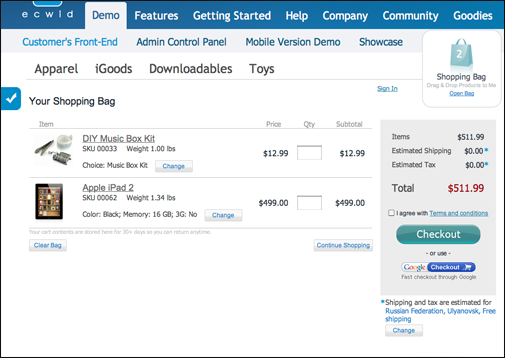 ecwld
Demo Features Getting Started Help Company Community Goodies
Customer's Front-End Admin Control Panel Mobile Version Demo Showcase
2
Shopping Bag
Drag & Drop Products to Me
Open Bag
Apparel iGoods Downloadables Toys
Sign In
Your Shopping Bag
Item Price Qty Subtotal
DIY Music Box Kit
SKU 00033 Weight 1.00 lbs
$12.99 $12.99
Choice: Music Box Kit Change
Apple iPad 2
SKU 00062 Weight 1.34 lbs
$499.00 $499.00
Color: Black; Memory: 16 GB; 3G: No Change
Your cart contents are stored here for 30+ days so you can return anytime.
Clear Bag Continue Shopping
Items $511.99
Estimated Shipping $0.00*
Estimated Tax $0.00*
Total $511.99
I agree with Terms and conditions
Checkout
- or use -
Google Checkout
Fast checkout through Google
*Shipping and tax are estimated for
Russian Federation, Ulyanovsk, Free
shipping
Change